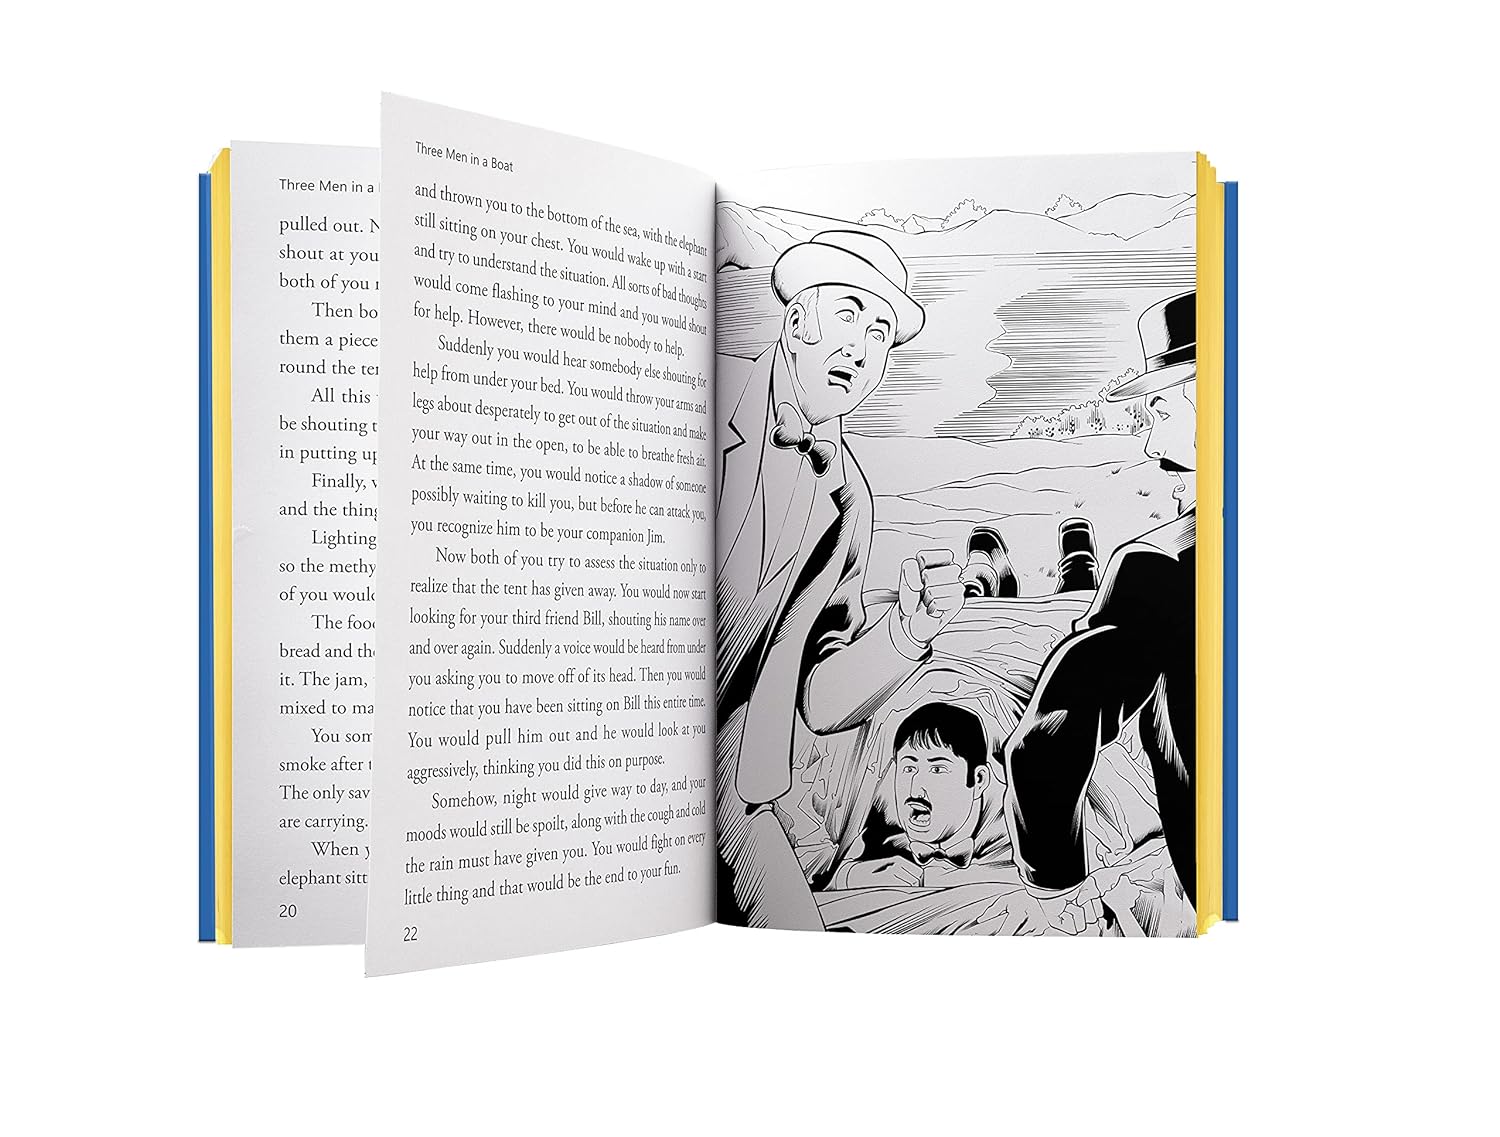 Three Men in a
pulled out.
shout at you
both of you
Then
them a piece
round the
All this
be shouting
in putting up
Finally,
and the
Lighting
so the
of you
The
bread and
it. The jam,
mixed to
You
smoke after
The only
are carrying.
When
elephant
20
Three Men in a Boat
and thrown you to the bottom of the sea, with the elephant
still sitting on your chest. You would wake up with a start
and try to understand the situation. All sorts of bad thoughts
would come flashing to your mind and you would shout
for help. However, there would be nobody to help.
Suddenly you would hear somebody else shouting for
help from under your bed. You would throw your arms and
legs about desperately to get out of the situation and make
your way out in the open, to be able to breathe fresh air.
At the same time, you would notice a shadow of someone
possibly waiting to kill you, but before he can attack you,
you recognize him to be your companion Jim.
Now both of you try to assess the situation only to
realize that the tent has given away. You would now start
looking for your third friend Bill, shouting his name over
and over again. Suddenly a voice would be heard from under
you asking you to move off of its head. Then you would
notice that you have been sitting on Bill this entire time.
You would pull him out and he would look at you
aggressively, thinking you did this on purpose.
Somehow, night would give way to day, and your
moods would still be spoilt, along with the cough and cold
the rain must have given you. You would fight on every
little thing and that would be the end to your fun.
22